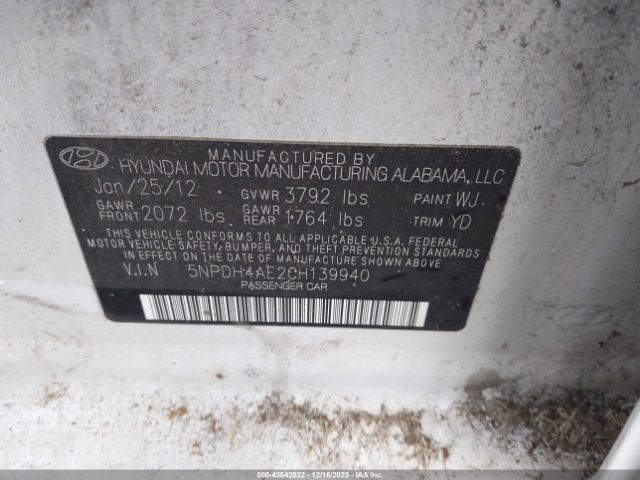 MANUFACTURED BY
HYUNDAI MOTOR MANUFACTURING ALABAMA, LLC
Jan/25/12 GVWR 3792 lbs PAINT WJ
GAWR FRONT 2072 lbs GAWR REAR 1764 lbs TRIM YD
THIS VEHICLE CONFORMS TO ALL APPLICABLE U.S.A. FEDERAL
MOTOR VEHICLE SAFETY, BUMPER, AND THEFT PREVENTION STANDARDS
IN EFFECT ON THE DATE OF MANUFACTURE SHOWN ABOVE.
V.I.N 5NPDH4AE2CH139940
PASSENGER CAR
000-43842822 - 12/16/2025 - IAAI.COM